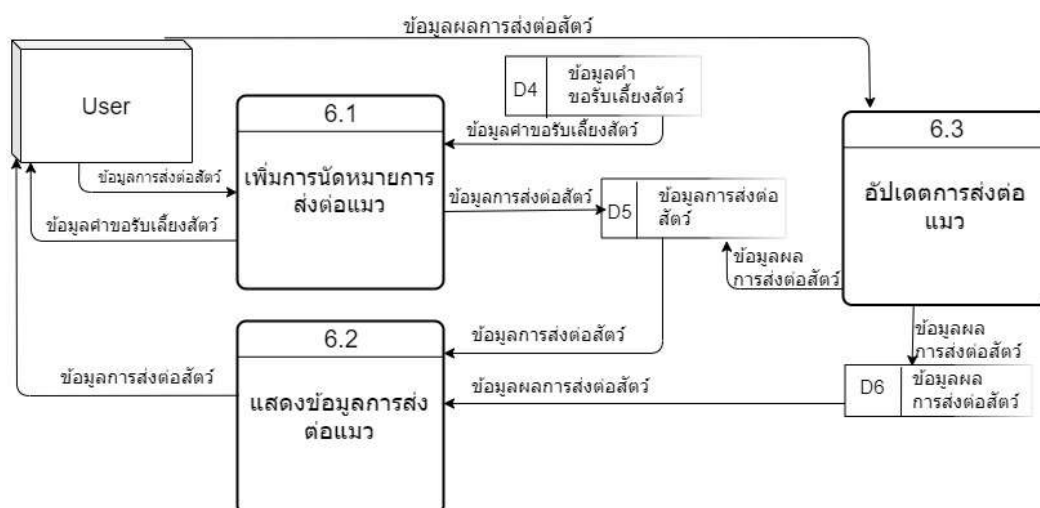 ข้อมูลผลการส่งต่อสัตว์
User
D4
ข้อมูลคำ
ขอรับเลี้ยงสัตว์
6.1
ข้อมูลคำขอรับเลี้ยงสัตว์
6.3
เพิ่มการนัดหมายการ
ส่งต่อแมว
ข้อมูลการส่งต่อสัตว์
ข้อมูลการส่งต่อสัตว์
D5
ข้อมูลการส่งต่อ
สัตว์
อัปเดตการส่งต่อ
แมว
ข้อมูลคำขอรับเลี้ยงสัตว์
ข้อมูลผล
การส่งต่อสัตว์
6.2
ข้อมูลการส่งต่อสัตว์
ข้อมูลผล
การส่งต่อสัตว์
ข้อมูลการส่งต่อสัตว์
แสดงข้อมูลการส่ง
ต่อแมว
ข้อมูลผลการส่งต่อสัตว์
D6
ข้อมูลผล
การส่งต่อสัตว์